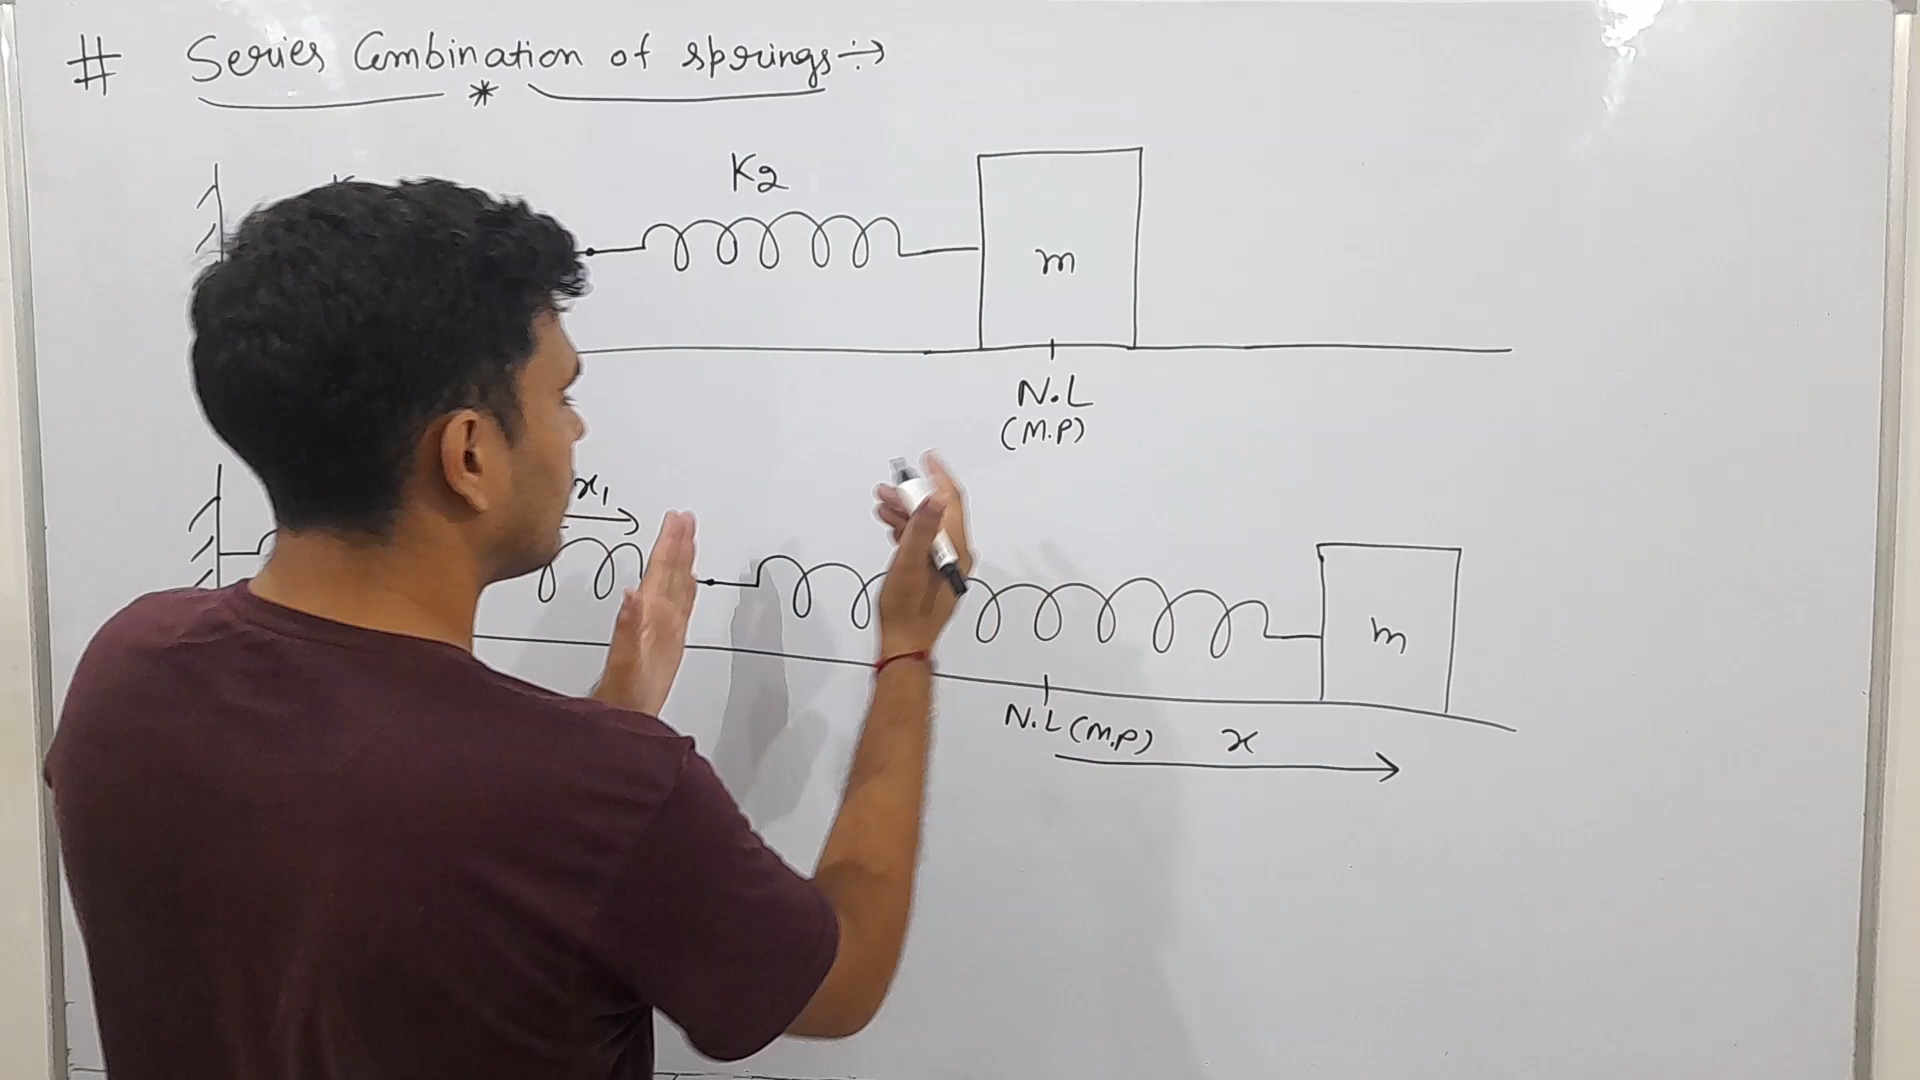 # Series Combination of springs ÷→
*
K2
m
N.L
(M.P)
x1
m
N.L (M.P) x